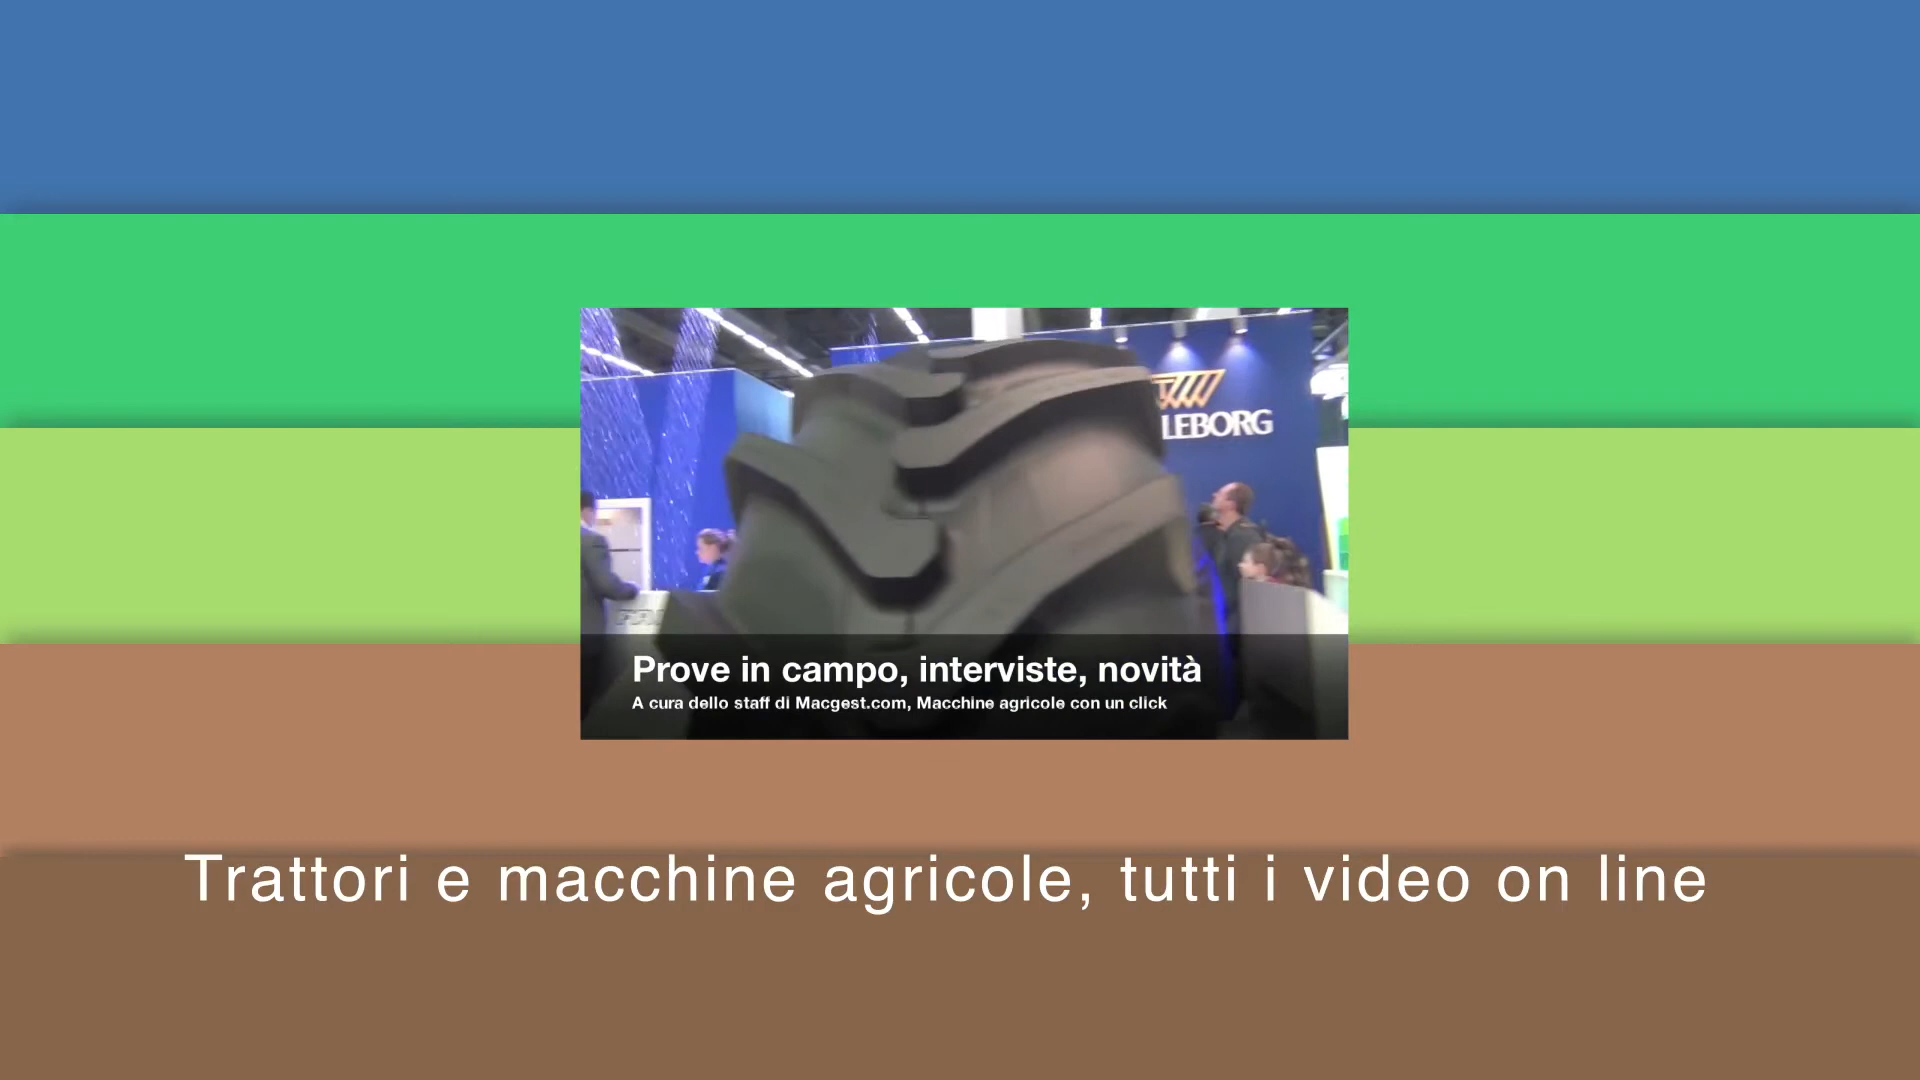 LEBORG
Prove in campo, interviste, novità
A cura dello staff di Macgest.com, Macchine agricole con un click
Trattori e macchine agricole, tutti i video on line